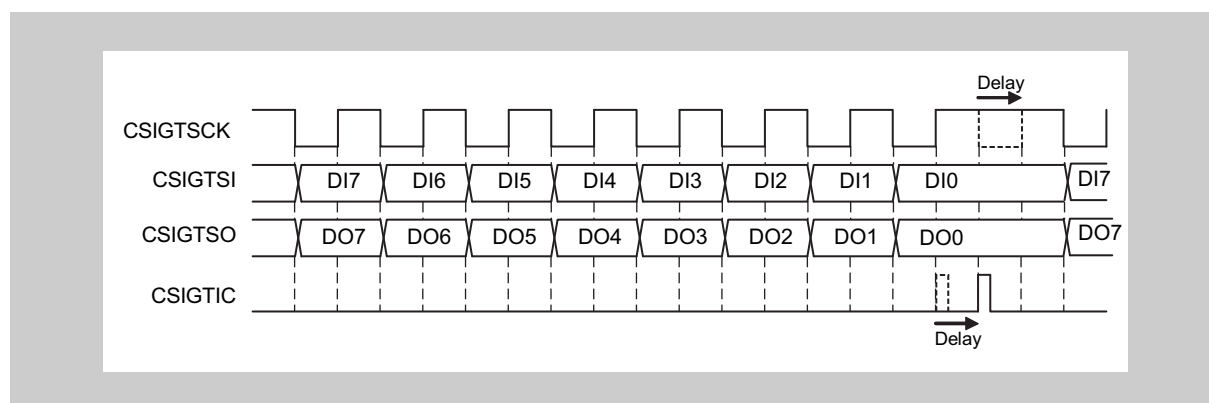 Delay
CSIGTSCK
CSIGTSI DI7 DI6 DI5 DI4 DI3 DI2 DI1 DI0 DI7
CSIGTSO DO7 DO6 DO5 DO4 DO3 DO2 DO1 DO0 DO7
CSIGTIC
Delay